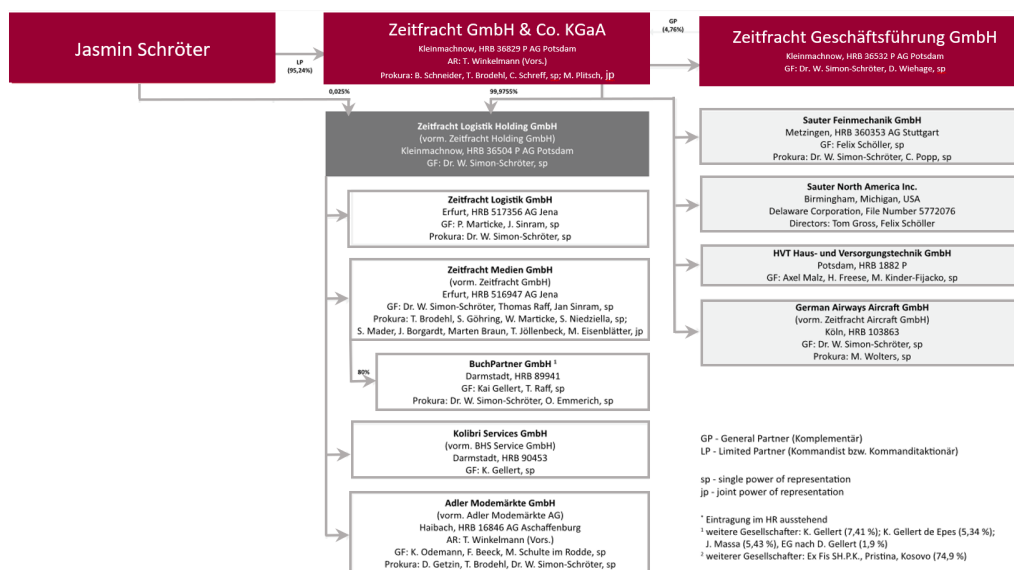 Jasmin Schröter
LP
(95,24%)
Zeitfracht GmbH & Co. KGaA
Kleinmachnow, HRB 36829 P AG Potsdam
AR: T. Winkelmann (Vors.)
Prokura: B. Schneider, T. Brodehl, C. Schreff, sp; M. Plitsch, jp
GP
(4,76%)
Zeitfracht Geschäftsführung GmbH
Kleinmachnow, HRB 36532 P AG Potsdam
GF: Dr. W. Simon-Schröter, D. Wiehage, sp
0,025%
99,9755%
Zeitfracht Logistik Holding GmbH
(vorm. Zeitfracht Holding GmbH)
Kleinmachnow, HRB 36504 P AG Potsdam
GF: Dr. W. Simon-Schröter, sp
Zeitfracht Logistik GmbH
Erfurt, HRB 517356 AG Jena
GF: P. Marticke, J. Sinram, sp
Prokura: Dr. W. Simon-Schröter, sp
Zeitfracht Medien GmbH
(vorm. Zeitfracht GmbH)
Erfurt, HRB 516947 AG Jena
GF: Dr. W. Simon-Schröter, Thomas Raff, Jan Sinram, sp
Prokura: T. Brodehl, S. Göhring, W. Marticke, S. Niedziella, sp;
S. Mader, J. Borgardt, Marten Braun, T. Jöllenbeck, M. Eisenblätter, jp
80%
BuchPartner GmbH ¹
Darmstadt, HRB 89941
GF: Kai Gellert, T. Raff, sp
Prokura: Dr. W. Simon-Schröter, O. Emmerich, sp
Kolibri Services GmbH
(vorm. BHS Service GmbH)
Darmstadt, HRB 90453
GF: K. Gellert, sp
Adler Modemärkte GmbH
(vorm. Adler Modemärkte AG)
Haibach, HRB 16846 AG Aschaffenburg
AR: T. Winkelmann (Vors.)
GF: K. Odemann, F. Beeck, M. Schulte im Rodde, sp
Prokura: D. Getzin, T. Brodehl, Dr. W. Simon-Schröter, sp
Sauter Feinmechanik GmbH
Metzingen, HRB 360353 AG Stuttgart
GF: Felix Schöller, sp
Prokura: Dr. W. Simon-Schröter, C. Popp, sp
Sauter North America Inc.
Birmingham, Michigan, USA
Delaware Corporation, File Number 5772076
Directors: Tom Gross, Felix Schöller
HVT Haus- und Versorgungstechnik GmbH
Potsdam, HRB 1882 P
GF: Axel Malz, H. Freese, M. Kinder-Fijacko, sp
German Airways Aircraft GmbH
(vorm. Zeitfracht Aircraft GmbH)
Köln, HRB 103863
GF: Dr. W. Simon-Schröter, sp
Prokura: M. Wolters, sp
GP - General Partner (Komplementär)
LP - Limited Partner (Kommandist bzw. Kommanditaktionär)
sp - single power of representation
jp - joint power of representation
* Eintragung im HR ausstehend
¹ weitere Gesellschafter: K. Gellert (7,41 %); K. Gellert de Epes (5,34 %);
J. Massa (5,43 %), EG nach D. Gellert (1,9 %)
² weiterer Gesellschafter: Ex Fis SH.P.K., Pristina, Kosovo (74,9 %)